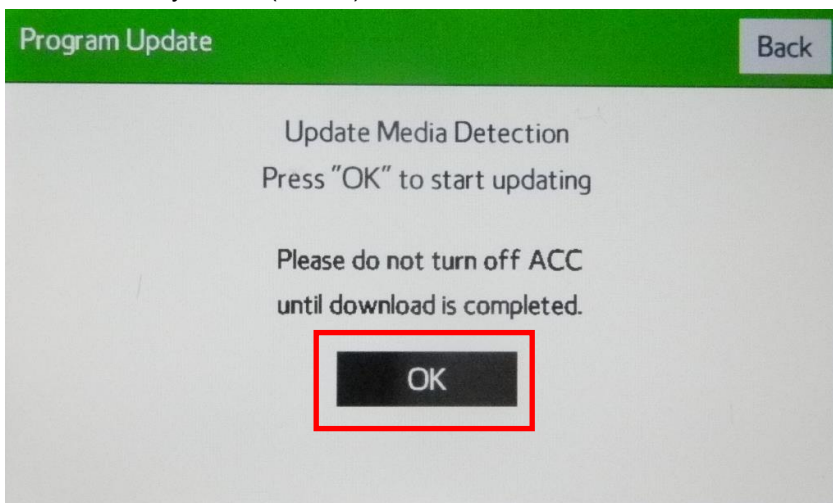 Program Update
Back
Update Media Detection
Press "OK" to start updating
Please do not turn off ACC
until download is completed.
OK